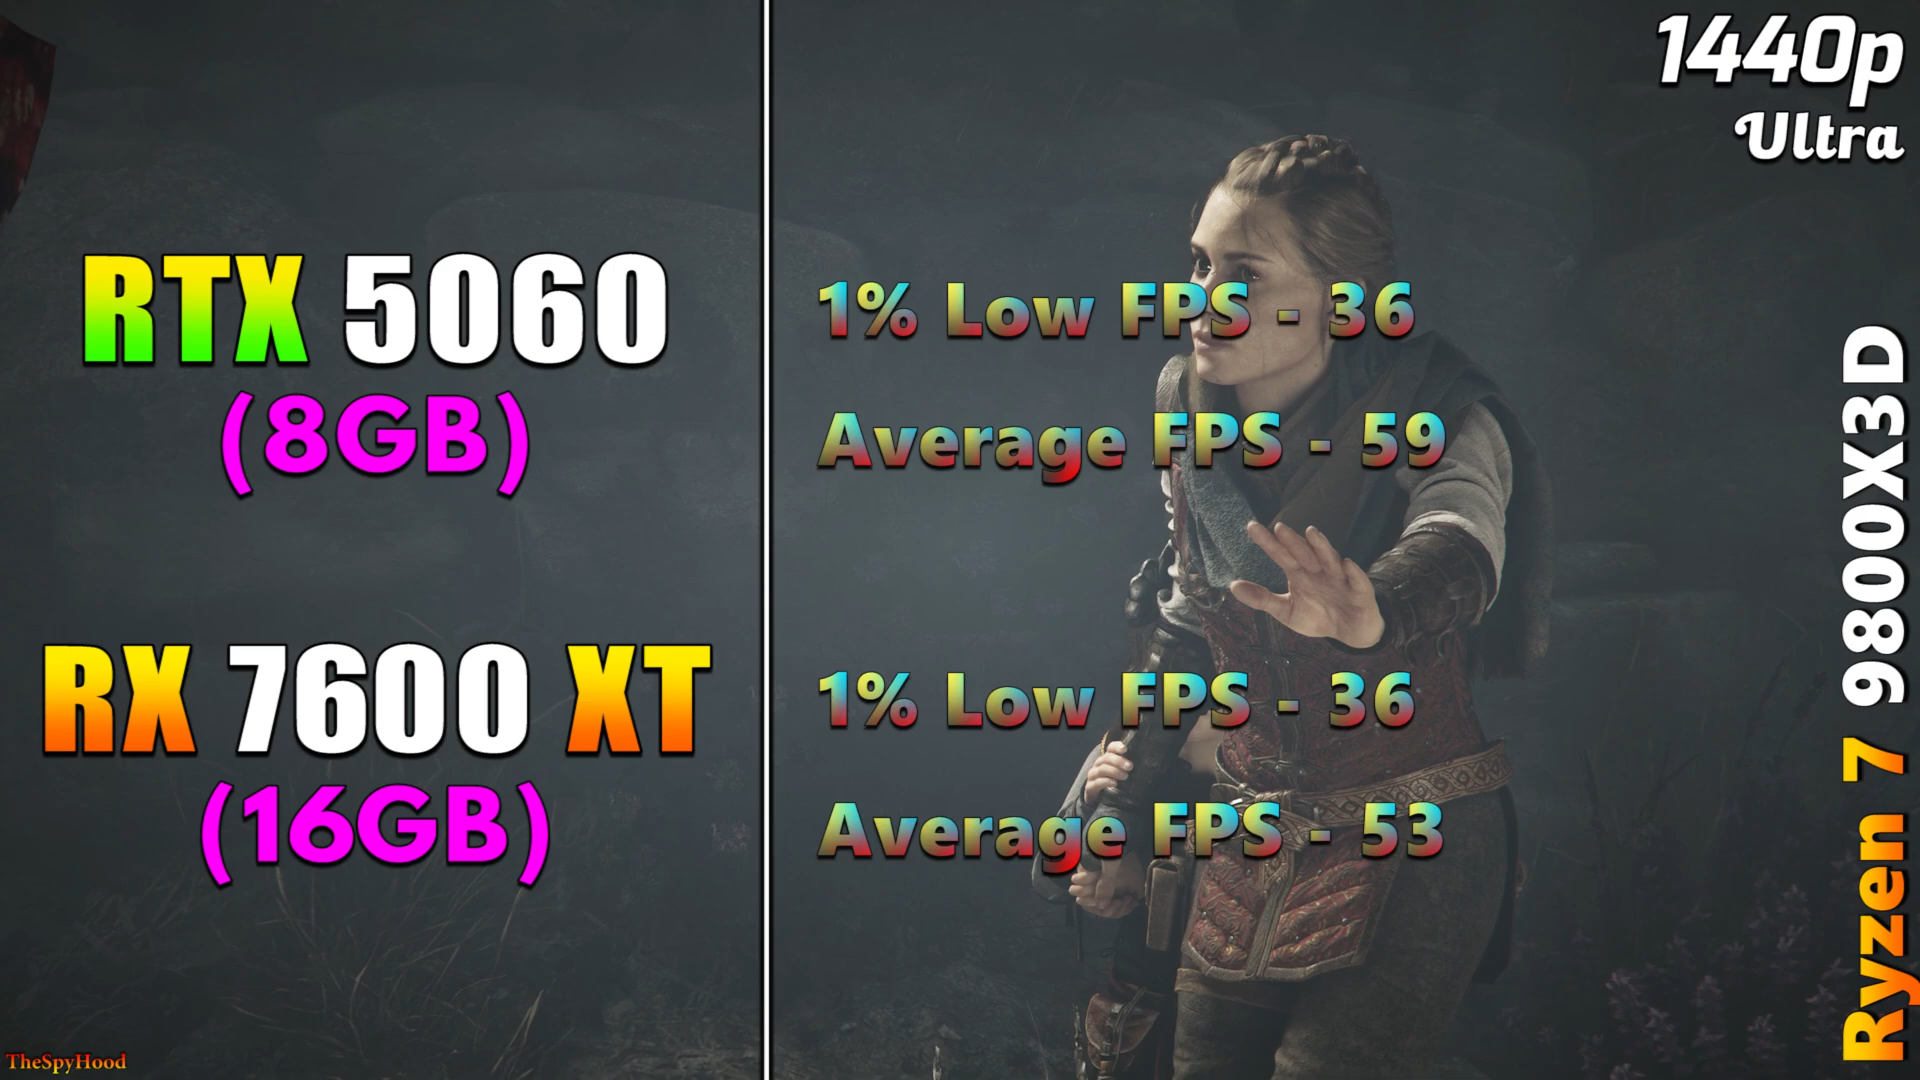 1440p
Ultra
RTX 5060
(8GB)
1% Low FPS - 36
Average FPS - 59
RX 7600 XT
(16GB)
1% Low FPS - 36
Average FPS - 53
Ryzen 7 9800X3D
TheSpyHood